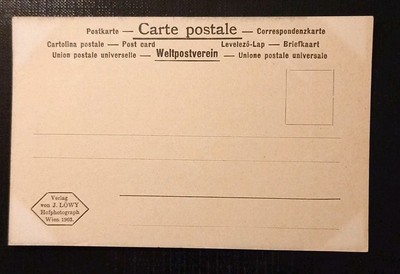 Postkarte — Carte postale — Correspondenzkarte
Cartolina postale — Post card Levelező-Lap — Briefkaart
Union postale universelle — Weltpostverein — Unione postale universale
Verlag
von J. LÖWY
Hofphotograph
Wien 1903.